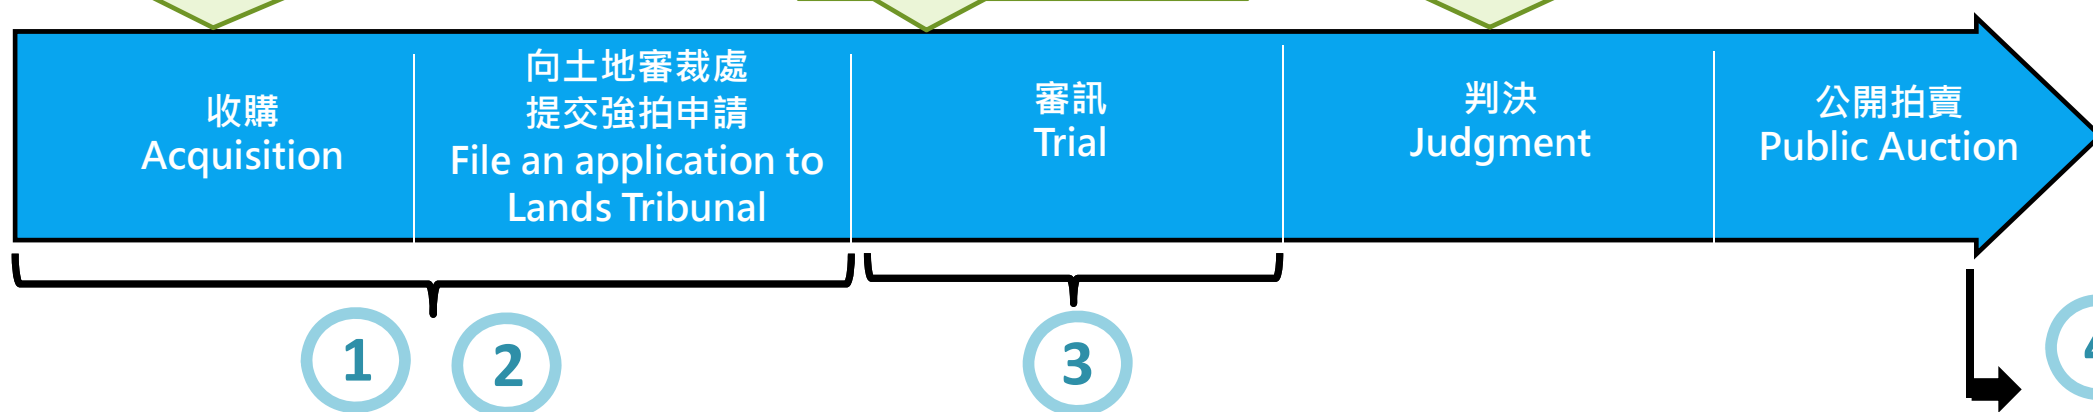 收購
Acquisition
向土地審裁處
提交強拍申請
File an application to
Lands Tribunal
審訊
Trial
判決
Judgment
公開拍賣
Public Auction
1
2
3
4